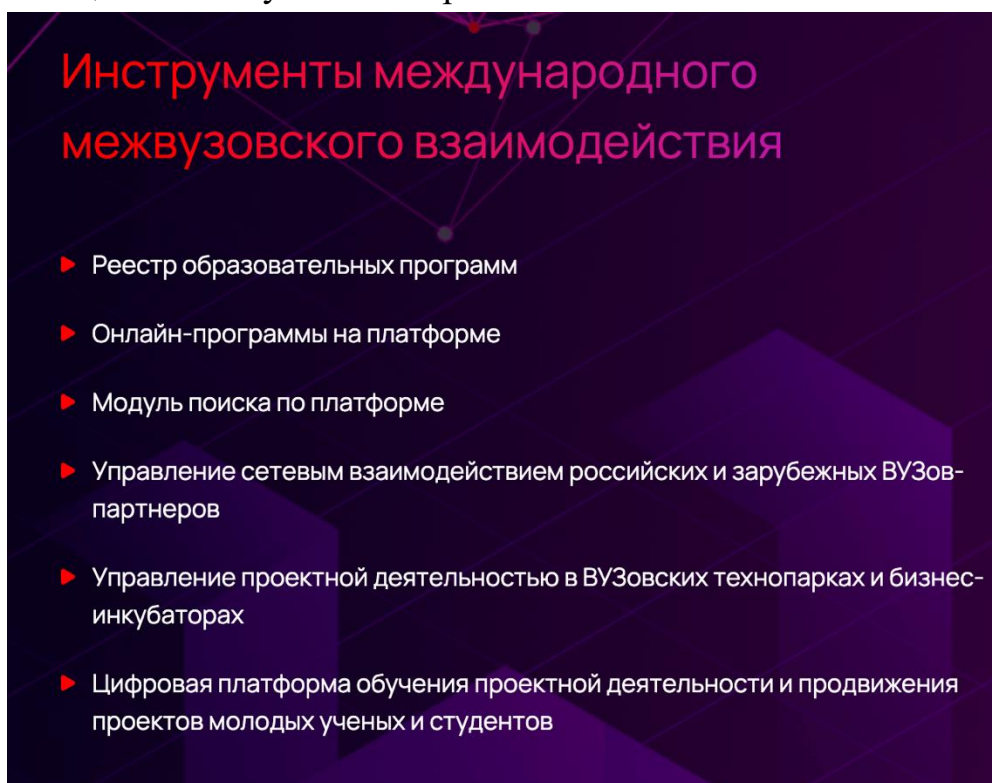 Инструменты международного
межвузовского взаимодействия
Реестр образовательных программ
Онлайн-программы на платформе
Модуль поиска по платформе
Управление сетевым взаимодействием российских и зарубежных ВУЗов-
партнеров
Управление проектной деятельностью в ВУЗовских технопарках и бизнес-
инкубаторах
Цифровая платформа обучения проектной деятельности и продвижения
проектов молодых ученых и студентов